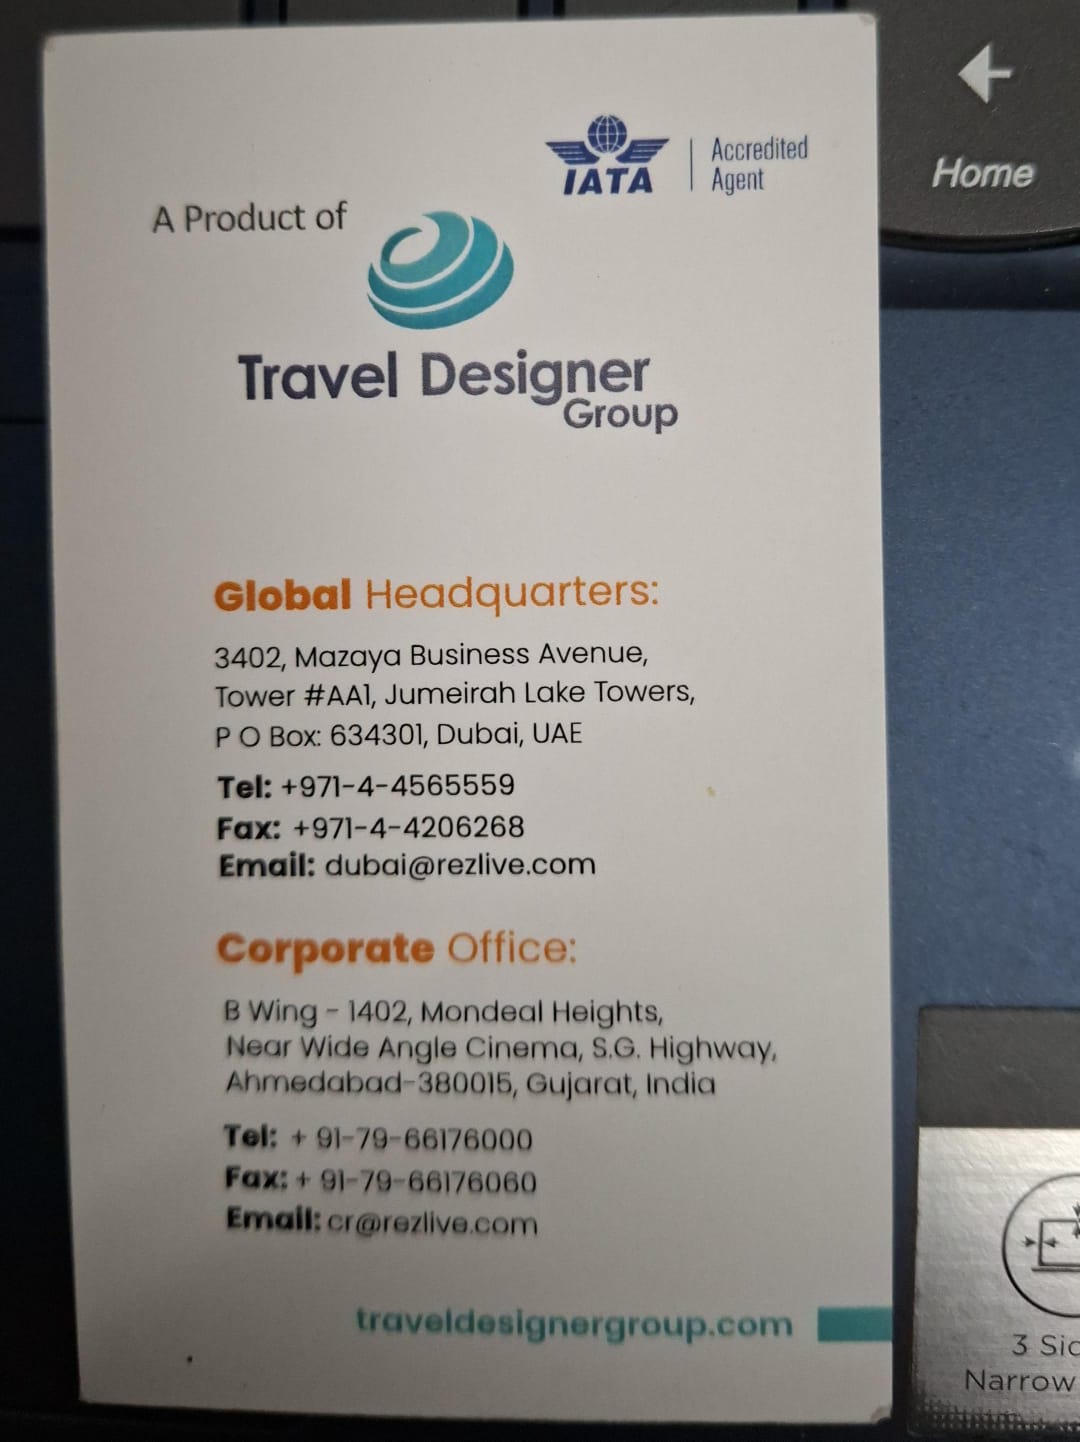 IATA
Accredited
Agent
A Product of
Travel Designer
Group
Global Headquarters:
3402, Mazaya Business Avenue,
Tower #AA1, Jumeirah Lake Towers,
P O Box: 634301, Dubai, UAE
Tel: +971-4-4565559
Fax: +971-4-4206268
Email: dubai@rezlive.com
Corporate Office:
B Wing - 1402, Mondeal Heights,
Near Wide Angle Cinema, S.G. Highway,
Ahmedabad-380015, Gujarat, India
Tel: + 91-79-66176000
Fax: + 91-79-66176060
Email: cr@rezlive.com
traveldesignergroup.com
Home
3 Sid
Narrow